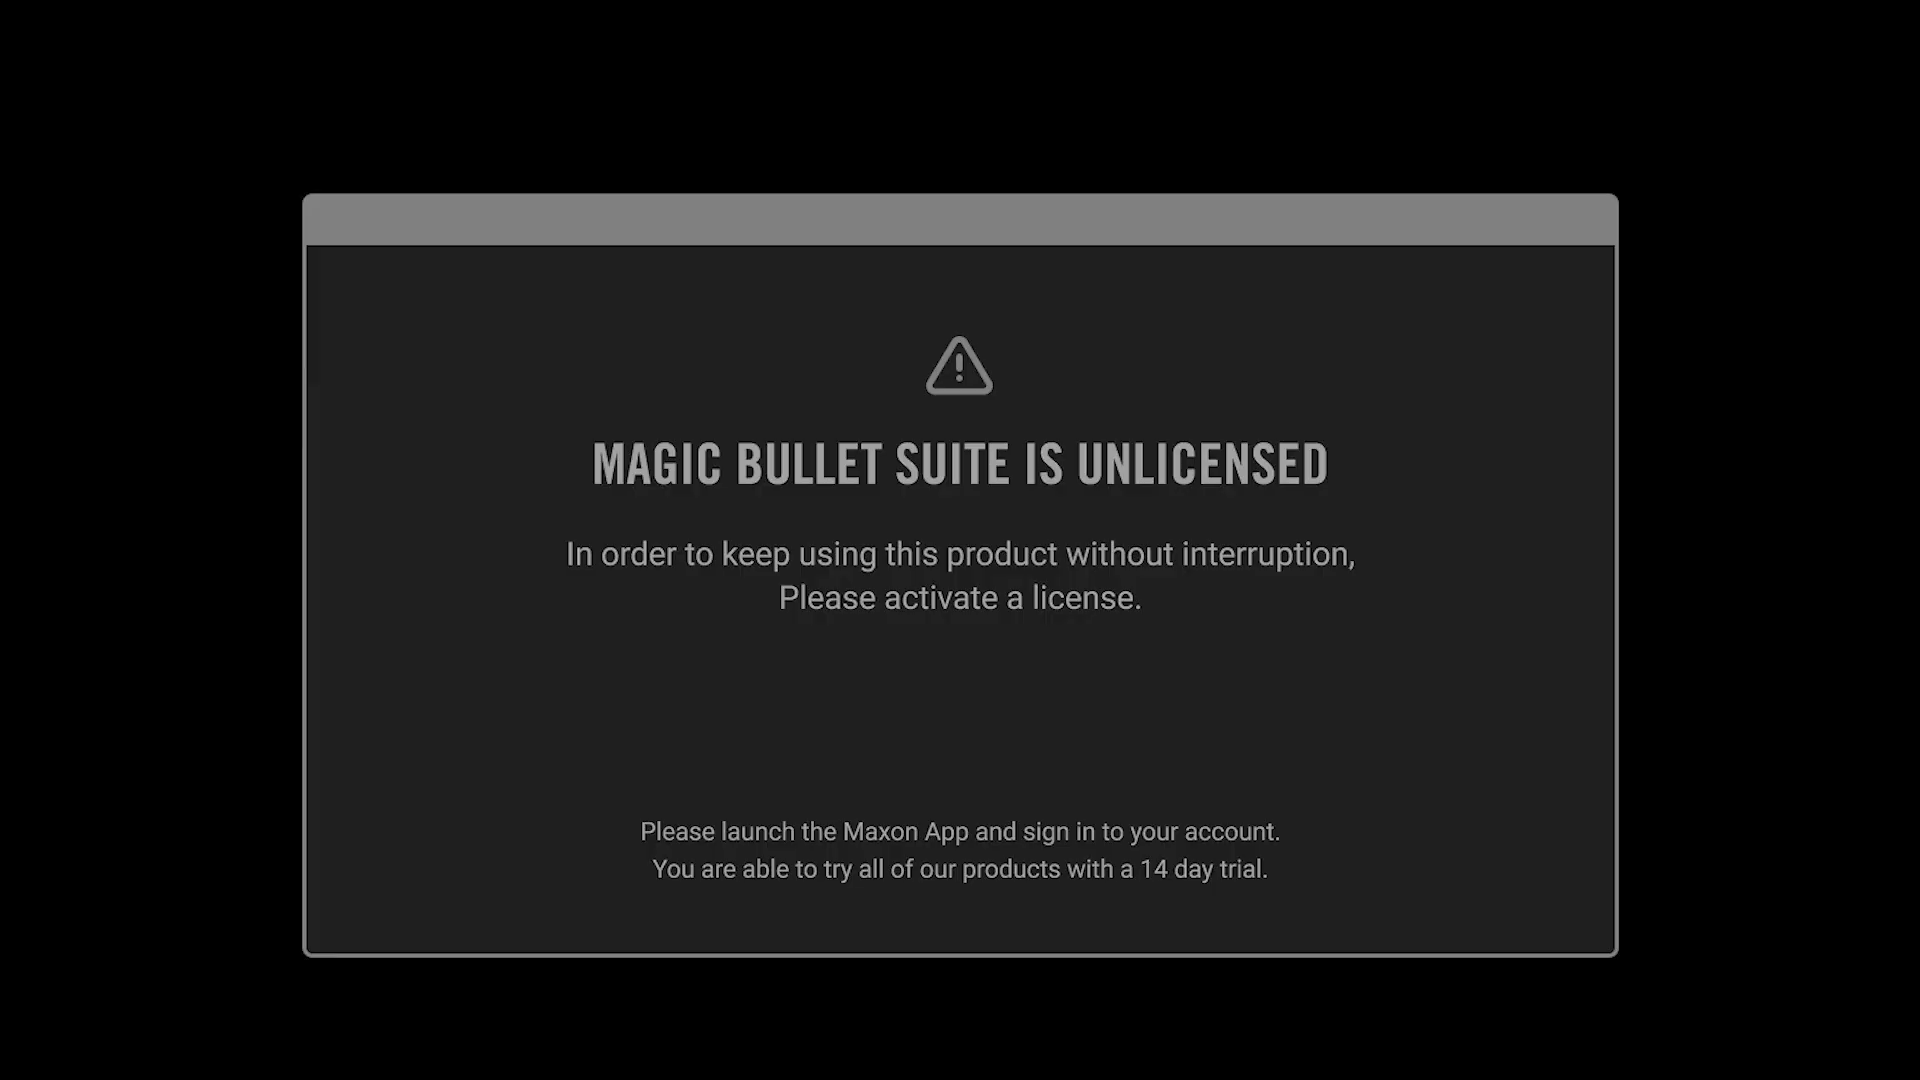 MAGIC BULLET SUITE IS UNLICENSED
In order to keep using this product without interruption,
Please activate a license.
Please launch the Maxon App and sign in to your account.
You are able to try all of our products with a 14 day trial.